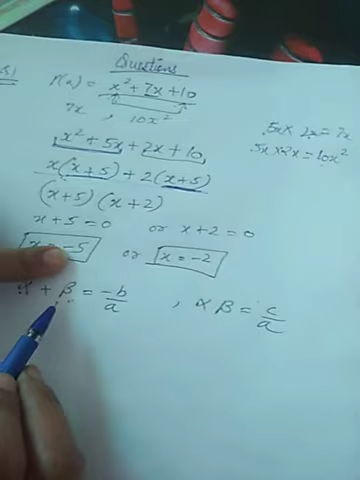 Questions
p(x) = x² + 7x + 10
7x , 10x²
5x × 2x = 7x
5x × 2x = 10x²
x² + 5x + 2x + 10
x(x+5) + 2(x+5)
(x+5) (x+2)
x+5 = 0 or x+2 = 0
x = -5 or x = -2
α + β = -b/a , αβ = c/a